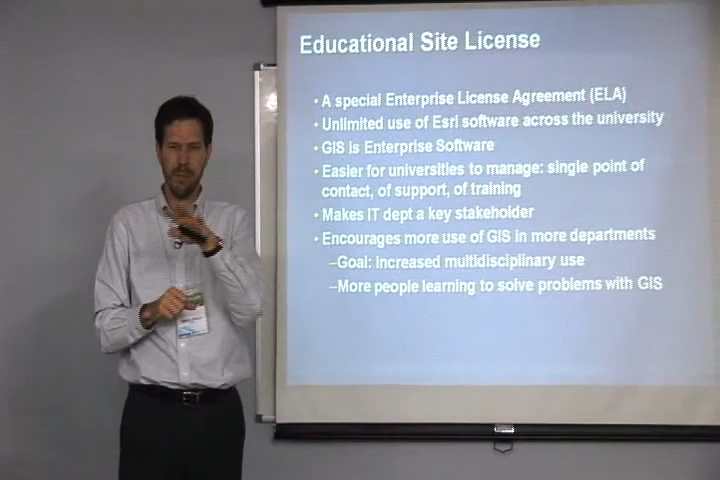 Educational Site License
• A special Enterprise License Agreement (ELA)
• Unlimited use of Esri software across the university
• GIS is Enterprise Software
• Easier for universities to manage: single point of
contact, of support, of training
• Makes IT dept a key stakeholder
• Encourages more use of GIS in more departments
–Goal: increased multidisciplinary use
–More people learning to solve problems with GIS